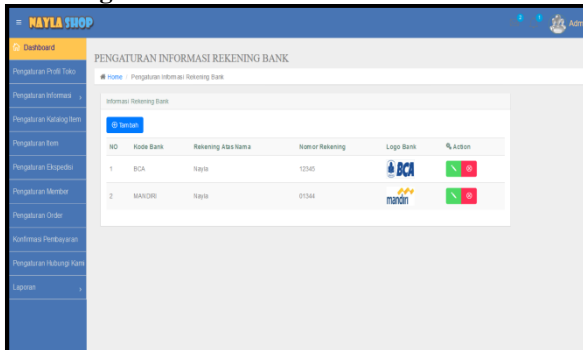 ≡ NAYLA SHOP
Adm
Dashboard
PENGATURAN INFORMASI REKENING BANK
Pengaturan Profil Toko
Home / Pengaturan Informasi Rekening Bank
Pengaturan Informasi
Informasi Rekening Bank
Pengaturan Katalog Item
Tambah
Pengaturan Item
NO Kode Bank Rekening Atas Nama Nomor Rekening Logo Bank Action
Pengaturan Ekspedisi
1 BCA Nayla 12345 BCA
Pengaturan Member
2 MANDIRI Nayla 01344 mandiri
Pengaturan Order
Konfirmasi Pembayaran
Pengaturan Hubungi Kami
Laporan